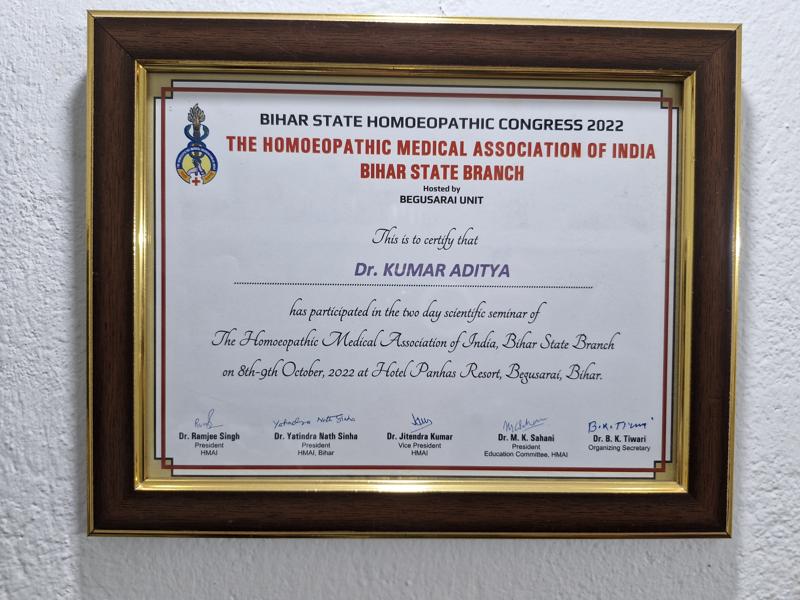 BIHAR STATE HOMOEOPATHIC CONGRESS 2022
THE HOMOEOPATHIC MEDICAL ASSOCIATION OF INDIA
BIHAR STATE BRANCH
Hosted by
BEGUSARAI UNIT
This is to certify that
Dr. KUMAR ADITYA
has participated in the two day scientific seminar of
The Homoeopathic Medical Association of India, Bihar State Branch
on 8th-9th October, 2022 at Hotel Panhas Resort, Begusarai, Bihar.
Yatindra Nath Sinha B.K.Tiwari
Dr. Ramjee Singh Dr. Yatindra Nath Sinha Dr. Jitendra Kumar Dr. M. K. Sahani Dr. B. K. Tiwari
President President Vice President President Organizing Secretary
HMAI HMAI, Bihar HMAI Education Committee, HMAI